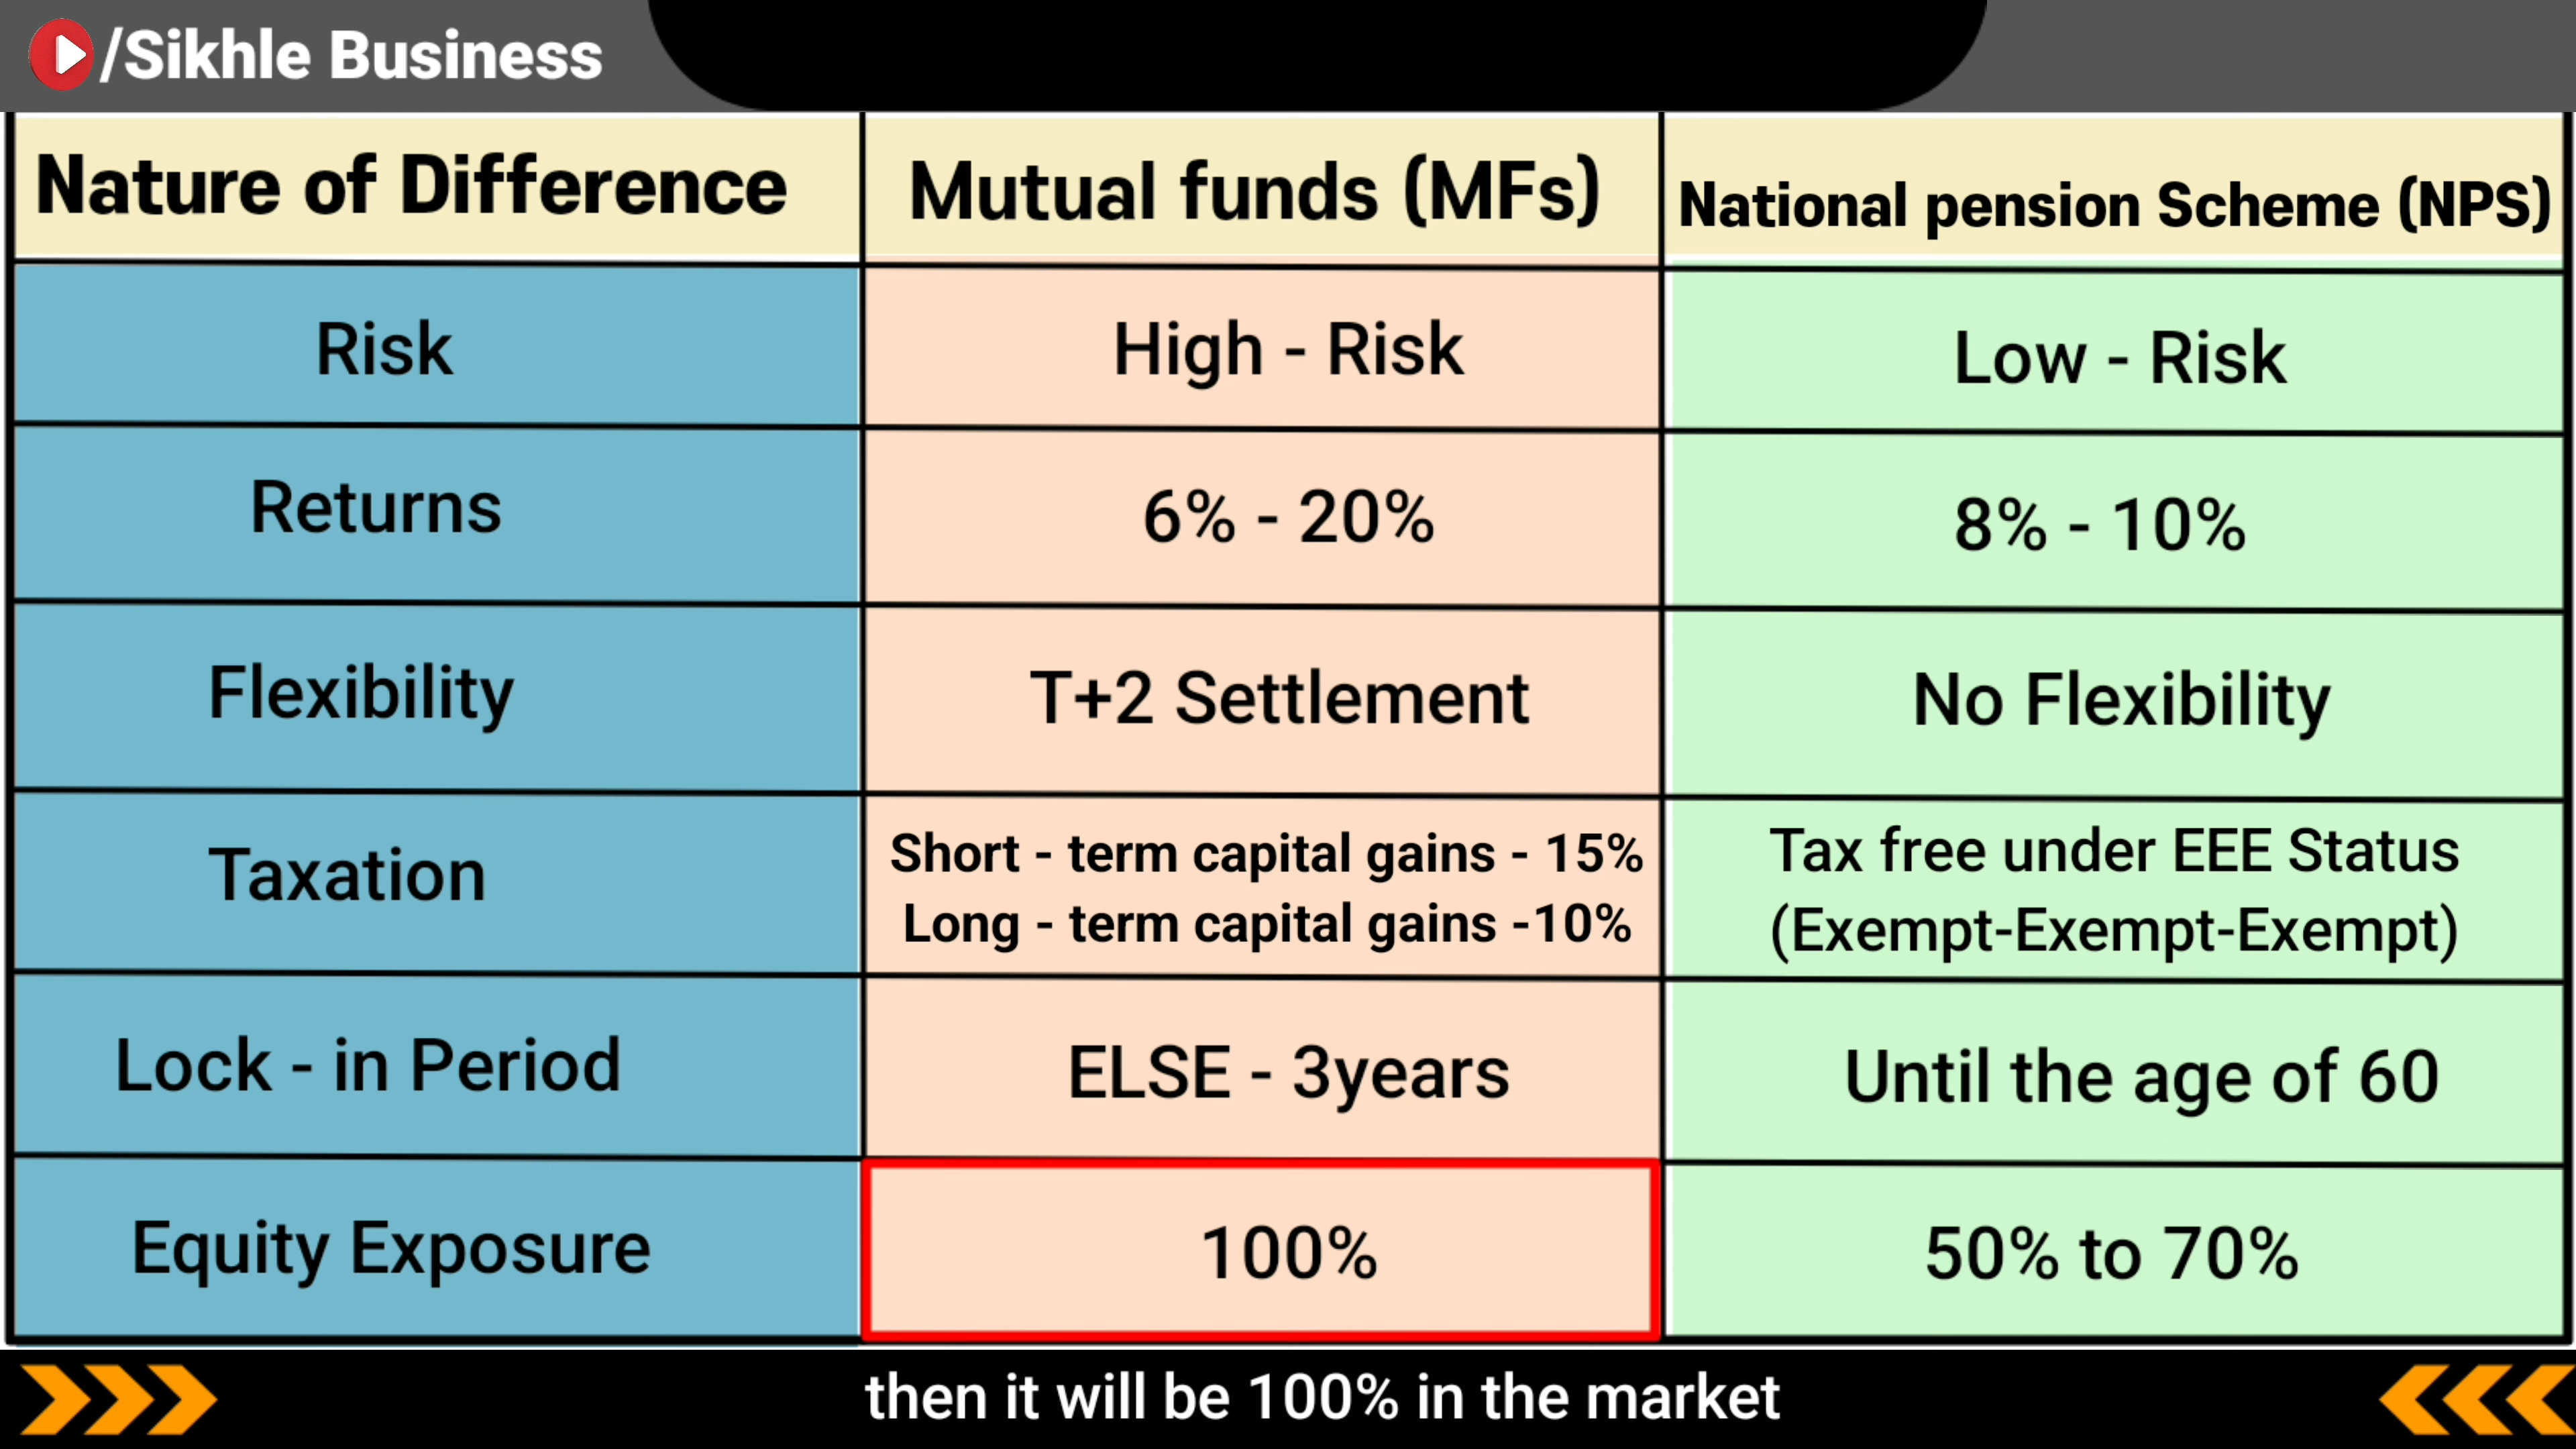 /Sikhle Business
Nature of Difference
Mutual funds (MFs)
National pension Scheme (NPS)
Risk
High - Risk
Low - Risk
Returns
6% - 20%
8% - 10%
Flexibility
T+2 Settlement
No Flexibility
Taxation
Short - term capital gains - 15%
Long - term capital gains -10%
Tax free under EEE Status
(Exempt-Exempt-Exempt)
Lock - in Period
ELSE - 3years
Until the age of 60
Equity Exposure
100%
50% to 70%
then it will be 100% in the market